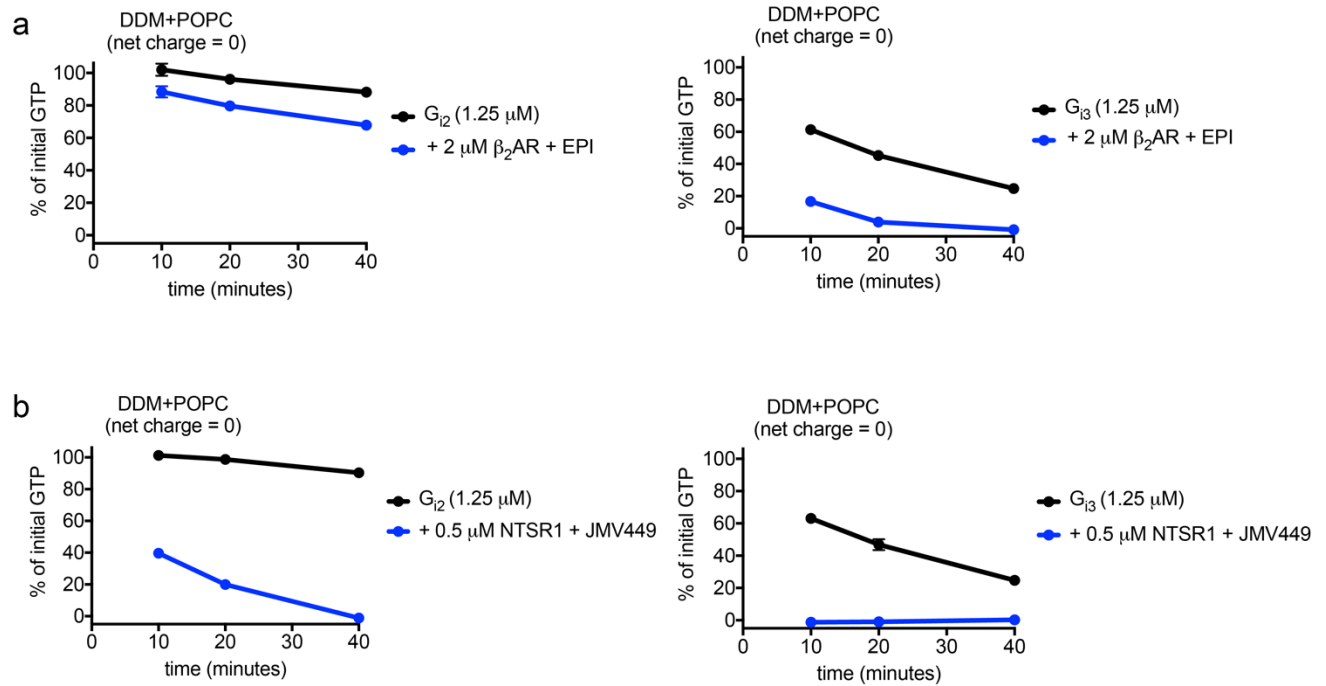 a
DDM+POPC
(net charge = 0)
% of initial GTP
100
80
60
40
20
0
0 10 20 30 40
time (minutes)
Gi2 (1.25 μM)
+ 2 μM β2AR + EPI
DDM+POPC
(net charge = 0)
% of initial GTP
100
80
60
40
20
0
0 10 20 30 40
time (minutes)
Gi3 (1.25 μM)
+ 2 μM β2AR + EPI
b
DDM+POPC
(net charge = 0)
% of initial GTP
100
80
60
40
20
0
0 10 20 30 40
time (minutes)
Gi2 (1.25 μM)
+ 0.5 μM NTSR1 + JMV449
DDM+POPC
(net charge = 0)
% of initial GTP
100
80
60
40
20
0
0 10 20 30 40
time (minutes)
Gi3 (1.25 μM)
+ 0.5 μM NTSR1 + JMV449